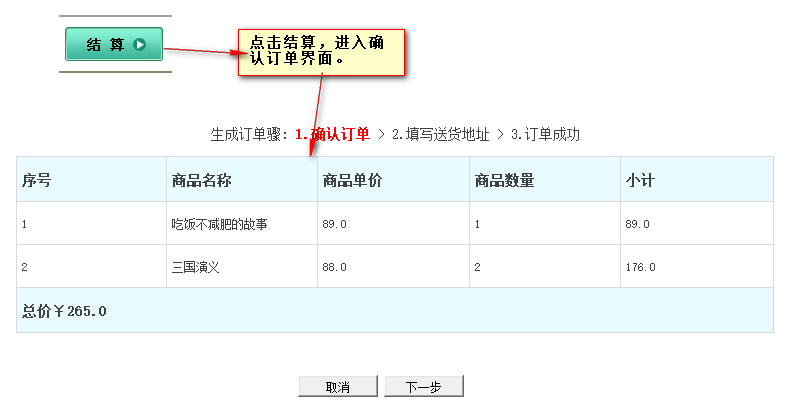 结 算
点击结算，进入确
认订单界面。
生成订单骤：1.确认订单 > 2.填写送货地址 > 3.订单成功
序号 商品名称 商品单价 商品数量 小计
1 吃饭不减肥的故事 89.0 1 89.0
2 三国演义 88.0 2 176.0
总价￥265.0
取消 下一步